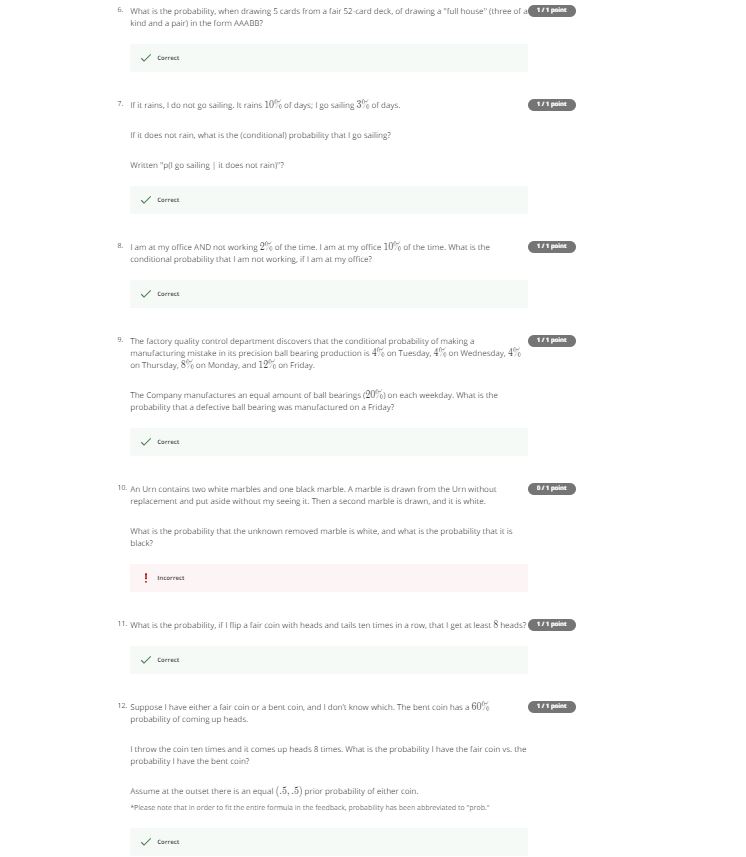 6. What is the probability, when drawing 5 cards from a fair 52-card deck, of drawing a "full house" (three of a 1 / 1 point
kind and a pair) in the form AAABB?
Correct
7. If it rains, I do not go sailing. It rains 10% of days; I go sailing 3% of days. 1 / 1 point
If it does not rain, what is the (conditional) probability that I go sailing?
Written "p(I go sailing | it does not rain)"?
Correct
8. I am at my office AND not working 2% of the time. I am at my office 10% of the time. What is the 1 / 1 point
conditional probability that I am not working, if I am at my office?
Correct
9. The factory quality control department discovers that the conditional probability of making a 1 / 1 point
manufacturing mistake in its precision ball bearing production is 4% on Tuesday, 4% on Wednesday, 4%
on Thursday, 8% on Monday, and 12% on Friday.
The Company manufactures an equal amount of ball bearings (20%) on each weekday. What is the
probability that a defective ball bearing was manufactured on a Friday?
Correct
10. An Urn contains two white marbles and one black marble. A marble is drawn from the Urn without 0 / 1 point
replacement and put aside without my seeing it. Then a second marble is drawn, and it is white.
What is the probability that the unknown removed marble is white, and what is the probability that it is
black?
! Incorrect
11. What is the probability, if I flip a fair coin with heads and tails ten times in a row, that I get at least 8 heads? 1 / 1 point
Correct
12. Suppose I have either a fair coin or a bent coin, and I don't know which. The bent coin has a 60% 1 / 1 point
probability of coming up heads.
I throw the coin ten times and it comes up heads 8 times. What is the probability I have the fair coin vs. the
probability I have the bent coin?
Assume at the outset there is an equal (.5, .5) prior probability of either coin.
*Please note that in order to fit the entire formula in the feedback, probability has been abbreviated to "prob."
Correct